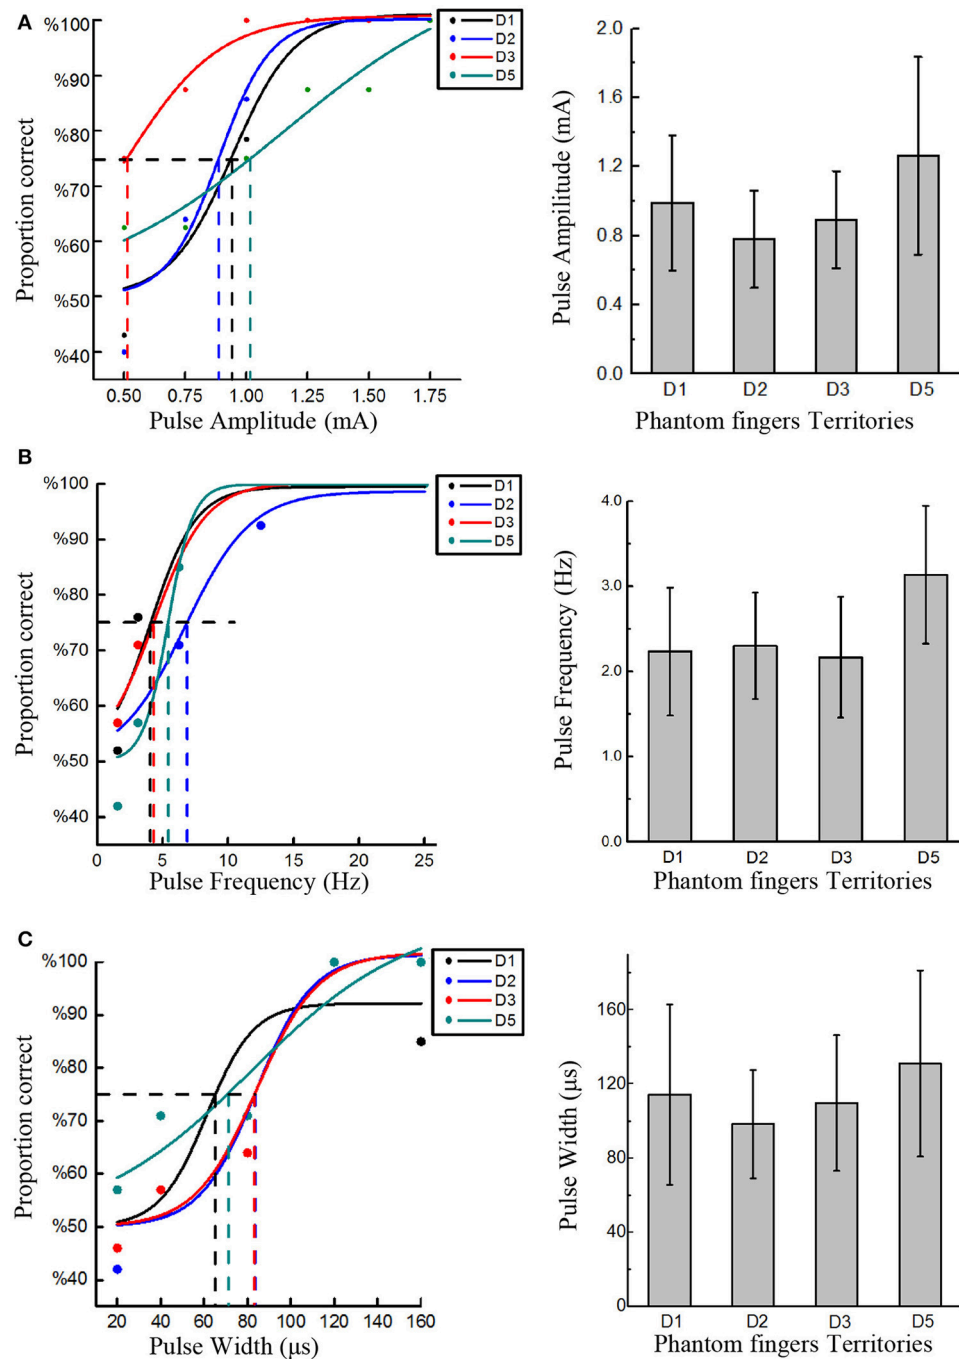 A
%100
%90
%80
%70
%60
%50
%40
Proportion correct
0.50 0.75 1.00 1.25 1.50 1.75
Pulse Amplitude (mA)
D1
D2
D3
D5
2.0
1.6
1.2
0.8
0.4
0.0
Pulse Ampilitude (mA)
D1 D2 D3 D5
Phantom fingers Territories
B
%100
%90
%80
%70
%60
%50
%40
Proportion correct
0 5 10 15 20 25
Pulse Frequency (Hz)
D1
D2
D3
D5
4.0
3.0
2.0
1.0
0.0
Pulse Frequency (Hz)
D1 D2 D3 D5
Phantom fingers Territories
C
%100
%90
%80
%70
%60
%50
%40
Proportion correct
20 40 60 80 100 120 140 160
Pulse Width (µs)
D1
D2
D3
D5
160
120
80
40
0
Pulse Width (µs)
D1 D2 D3 D5
Phantom fingers Territories